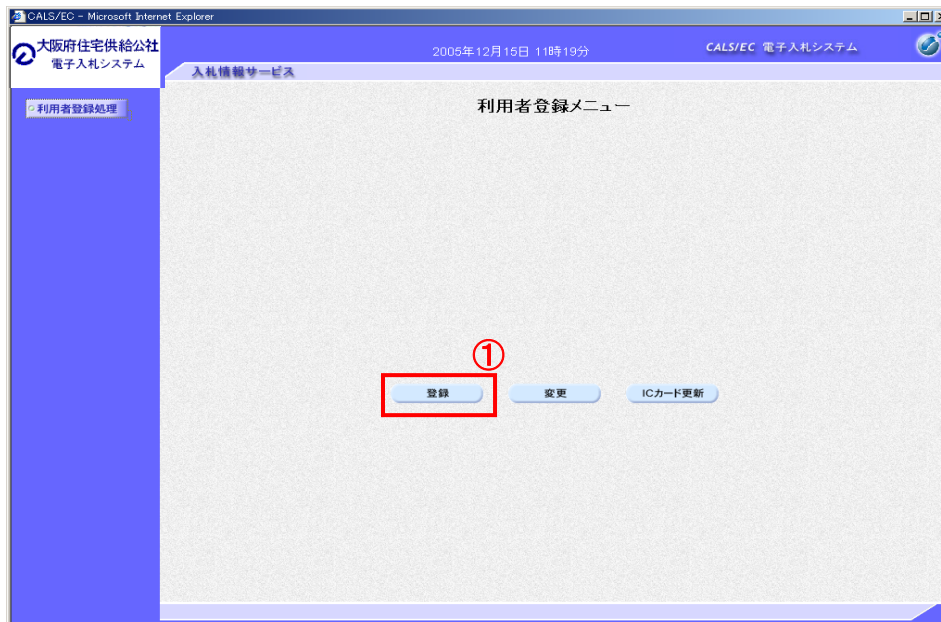 CALS/EC - Microsoft Internet Explorer
大阪府住宅供給公社
電子入札システム
2005年12月15日 11時19分
CALS/EC 電子入札システム
入札情報サービス
利用者登録処理
利用者登録メニュー
①
登録
変更
ICカード更新